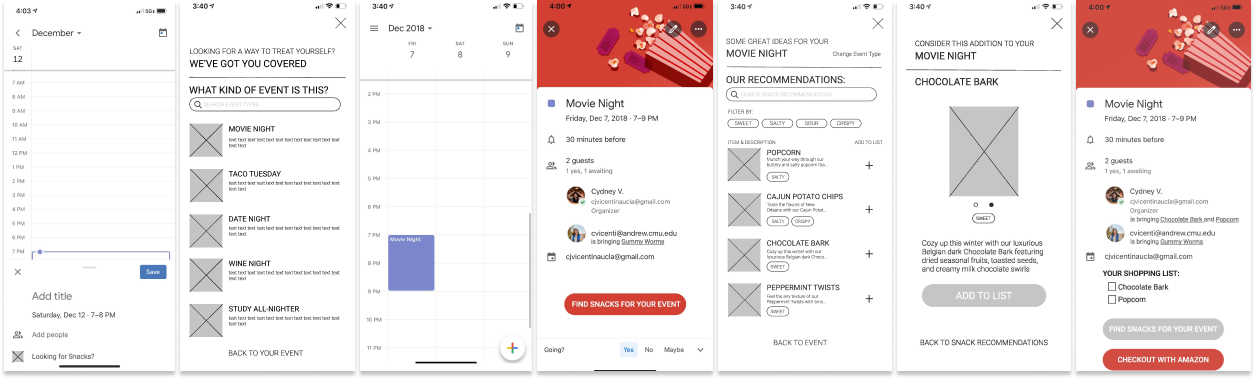 4:03
5G
December
SAT
12
7 AM
8 AM
9 AM
10 AM
11 AM
12 PM
1 PM
2 PM
3 PM
4 PM
5 PM
6 PM
7 PM
Save
Add title
Saturday, Dec 12 · 7–8 PM
Add people
Looking for Snacks?
3:40
LOOKING FOR A WAY TO TREAT YOURSELF?
WE'VE GOT YOU COVERED
WHAT KIND OF EVENT IS THIS?
SEARCH EVENT TYPES
MOVIE NIGHT
text text text text text text text text text text text
text text
TACO TUESDAY
text text text text text text text text text text text
text text
DATE NIGHT
text text text text text text text text text text text
text text
WINE NIGHT
text text text text text text text text text text text
text text
STUDY ALL-NIGHTER
text text text text text text text text text text text
text text
BACK TO YOUR EVENT
3:40
Dec 2018
FRI
7
SAT
8
SUN
9
2 PM
3 PM
4 PM
5 PM
6 PM
7 PM
Movie Night
8 PM
9 PM
10 PM
11 PM
4:00
5G
Movie Night
Friday, Dec 7, 2018 · 7–9 PM
30 minutes before
2 guests
1 yes, 1 awaiting
Cydney V.
cjvicentinaucla@gmail.com
Organizer
cvicenti@andrew.cmu.edu
is bringing Gummy Worms
cjvicentinaucla@gmail.com
FIND SNACKS FOR YOUR EVENT
Going?
Yes
No
Maybe
3:40
SOME GREAT IDEAS FOR YOUR
MOVIE NIGHT
Change Event Type
OUR RECOMMENDATIONS:
SEARCH SNACK RECOMMENDATIONS
FILTER BY:
SWEET
SALTY
SOUR
CRISPY
ITEM & DESCRIPTION
ADD TO LIST
POPCORN
Munch your way through our
buttery and salty popcorn tha...
SALTY
CAJUN POTATO CHIPS
Taste the flavors of New
Orleans with our Cajun Potat...
SALTY
CRISPY
CHOCOLATE BARK
Cozy up this winter with our
luxurious Belgian dark Choco...
SWEET
PEPPERMINT TWISTS
Feel the airy texture of our
Peppermint Twists with smo...
SWEET
BACK TO EVENT
3:40
CONSIDER THIS ADDITION TO YOUR
MOVIE NIGHT
CHOCOLATE BARK
SWEET
Cozy up this winter with our luxurious
Belgian dark Chocolate Bark featuring
dried seasonal fruits, toasted seeds,
and creamy milk chocolate swirls
ADD TO LIST
BACK TO SNACK RECOMMENDATIONS
4:00
5G
Movie Night
Friday, Dec 7, 2018 · 7–9 PM
30 minutes before
2 guests
1 yes, 1 awaiting
Cydney V.
cjvicentinaucla@gmail.com
Organizer
is bringing Chocolate Bark and Popcorn
cvicenti@andrew.cmu.edu
is bringing Gummy Worms
cjvicentinaucla@gmail.com
YOUR SHOPPING LIST:
Chocolate Bark
Popcorn
FIND SNACKS FOR YOUR EVENT
CHECKOUT WITH AMAZON